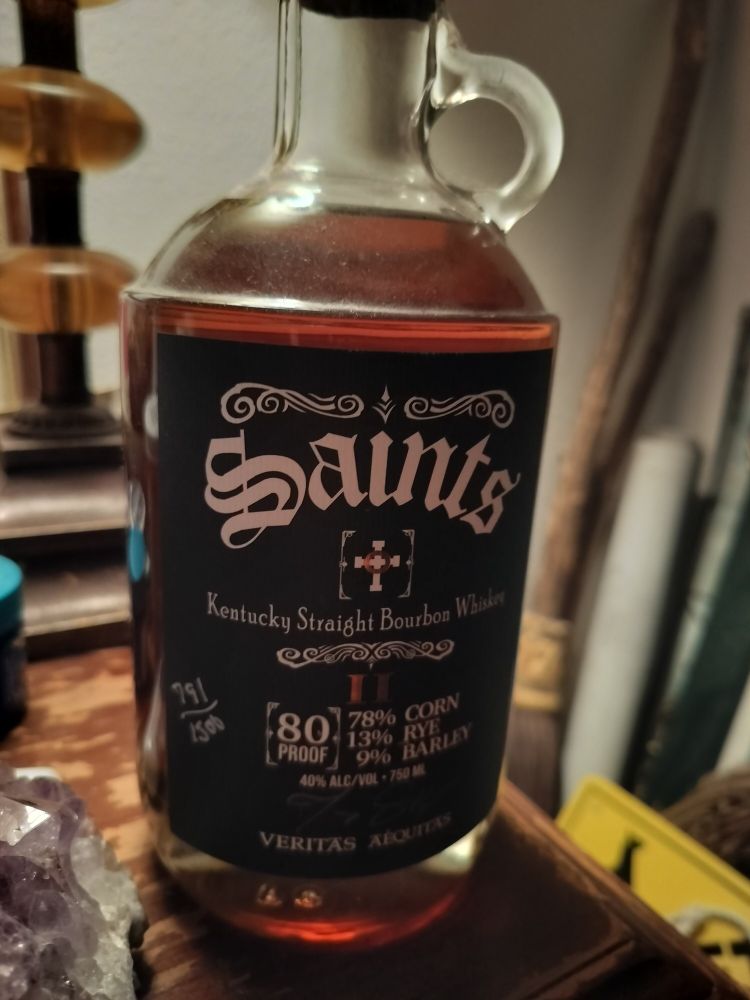 Saints
Kentucky Straight Bourbon Whiskey
II
791/1500
80 PROOF
78% CORN
13% RYE
9% BARLEY
40% ALC/VOL • 750 ML
VERITAS AEQUITAS